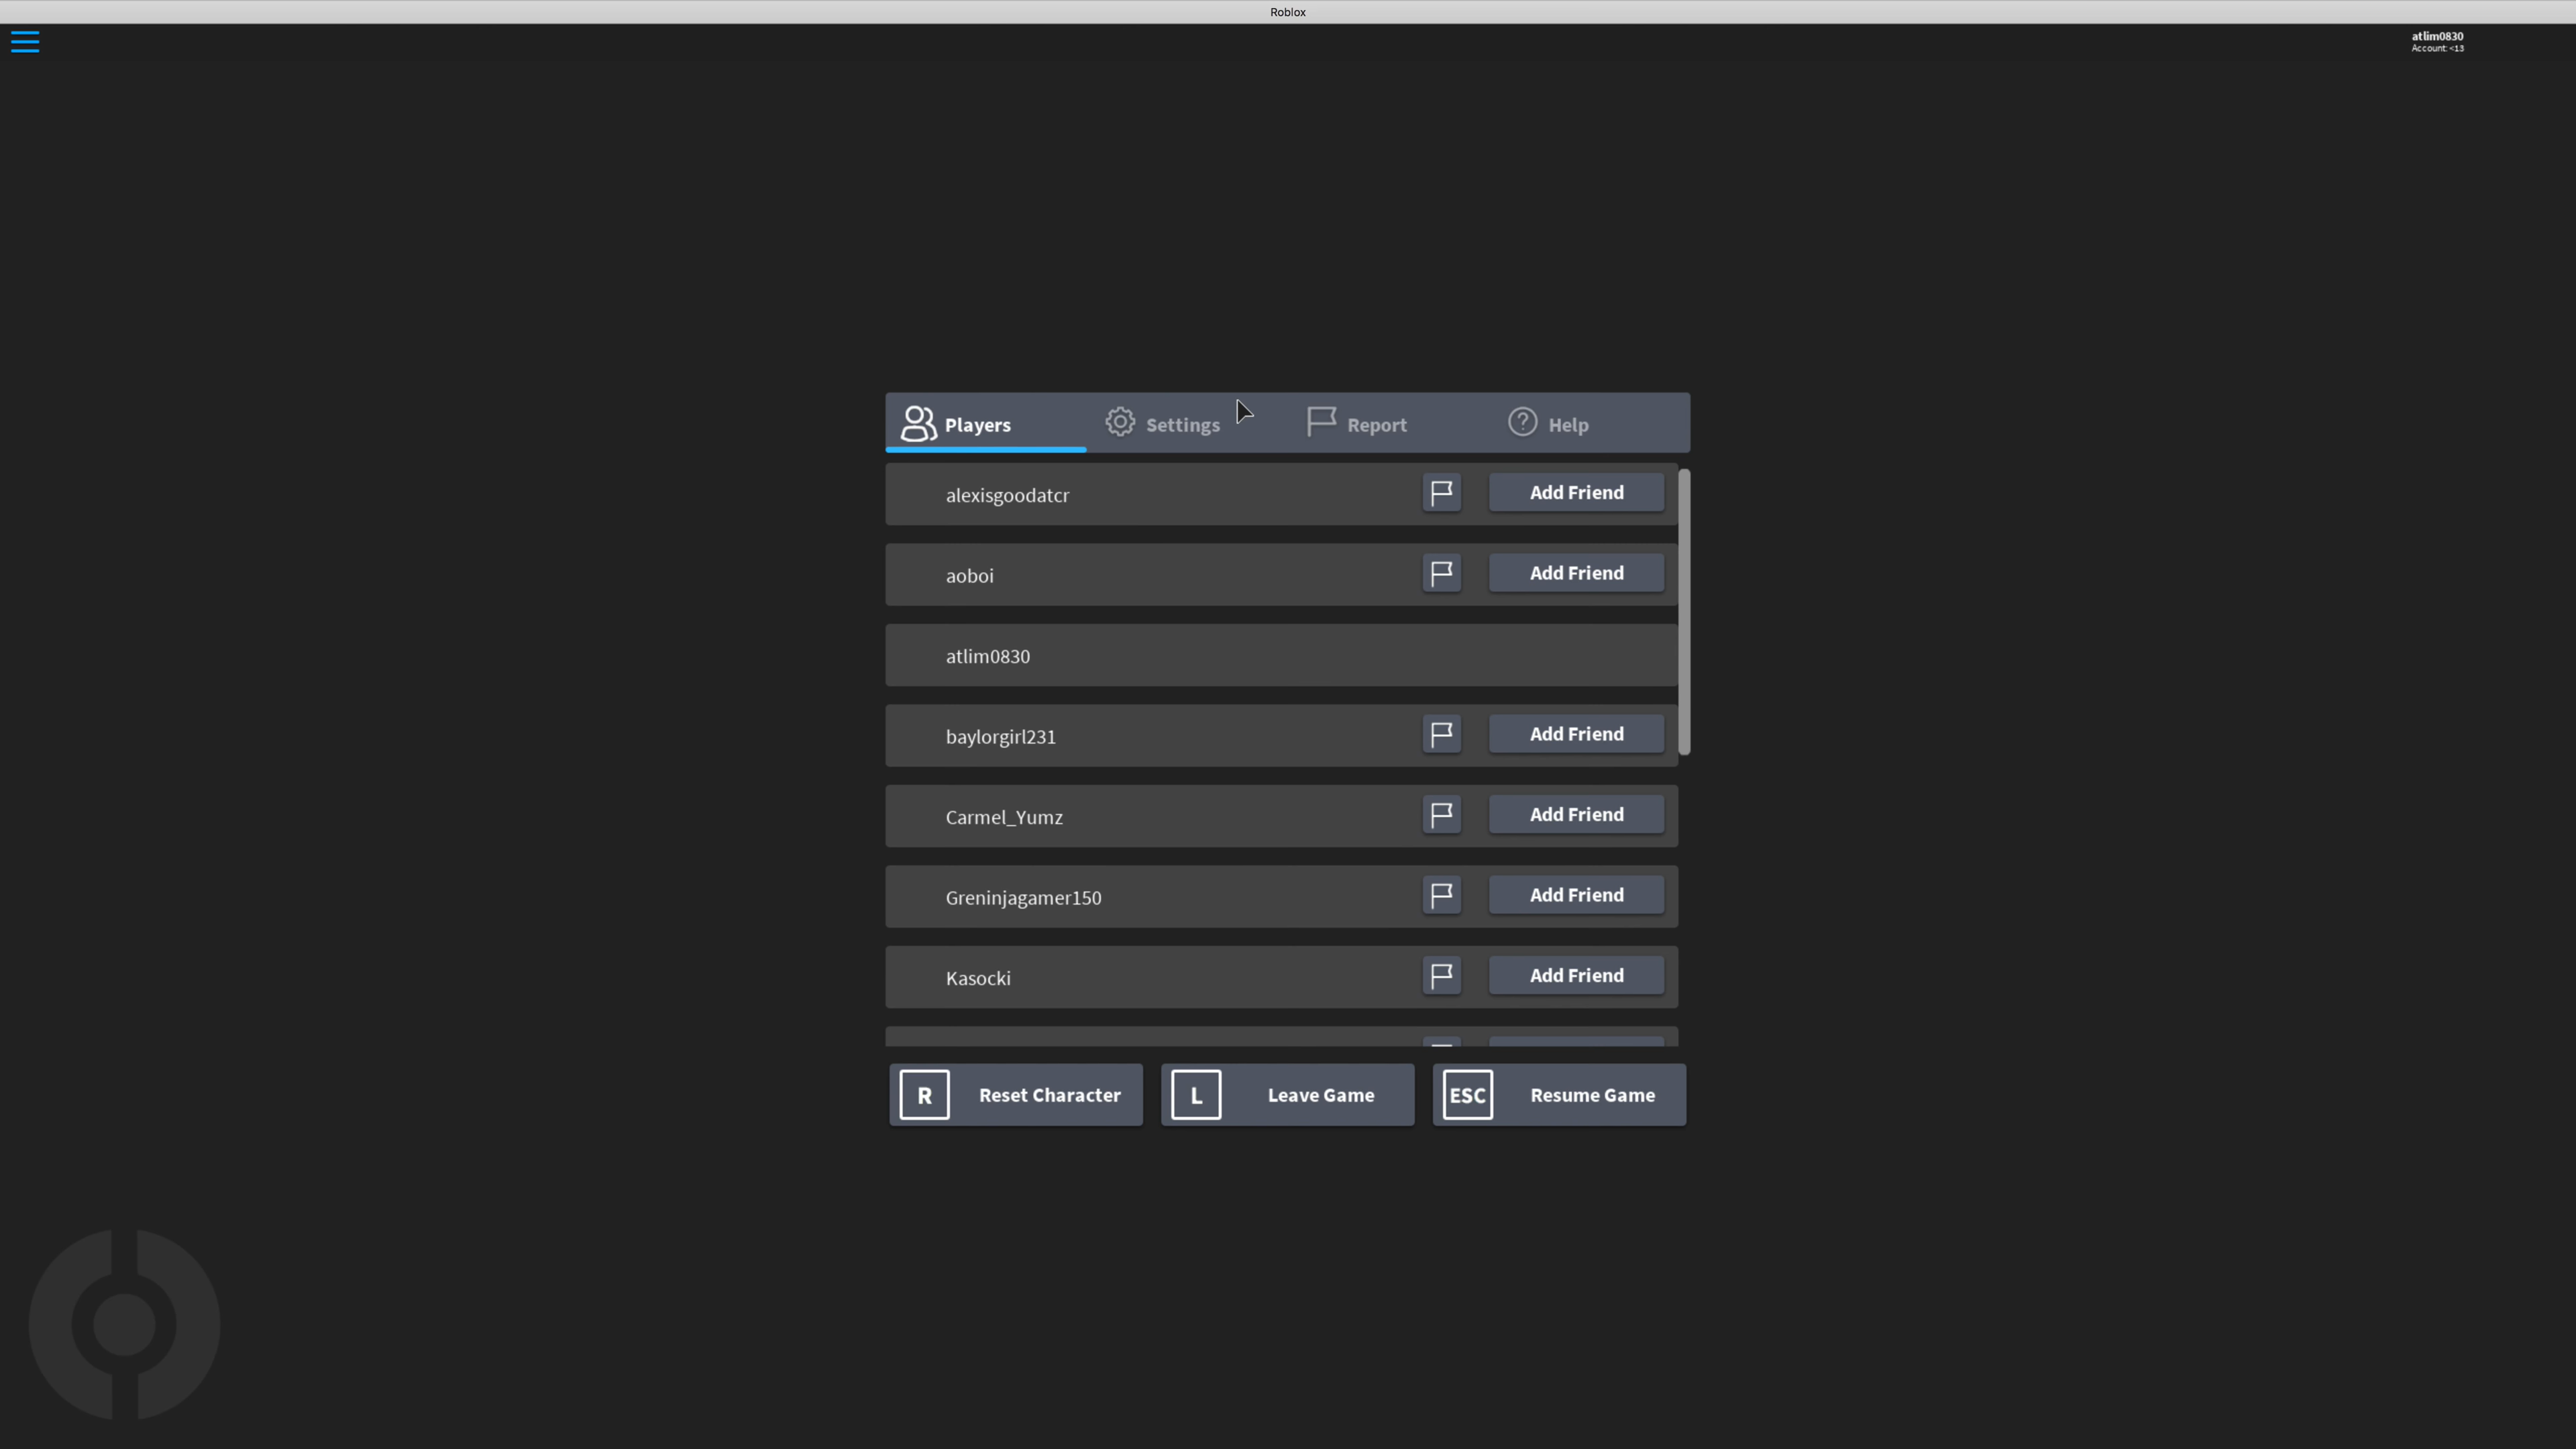 Roblox
atlim0830
Account: <13
Players Settings Report ? Help
alexisgoodatcr Add Friend
aoboi Add Friend
atlim0830
baylorgirl231 Add Friend
Carmel_Yumz Add Friend
Greninjagamer150 Add Friend
Kasocki Add Friend
R Reset Character L Leave Game ESC Resume Game